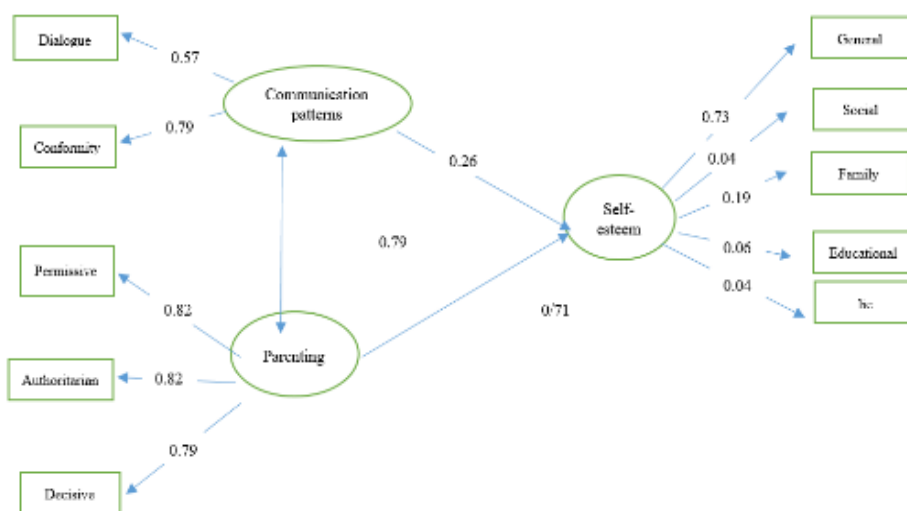 Dialogue
0.57
Communication
patterns
Conformity
0.79
0.26
General
0.73
Social
0.04
Family
0.19
Self-
esteem
0.06
Educational
0.04
0.79
Permissive
0.82
0/71
Parenting
Authoritarian
0.82
0.79
Decisive